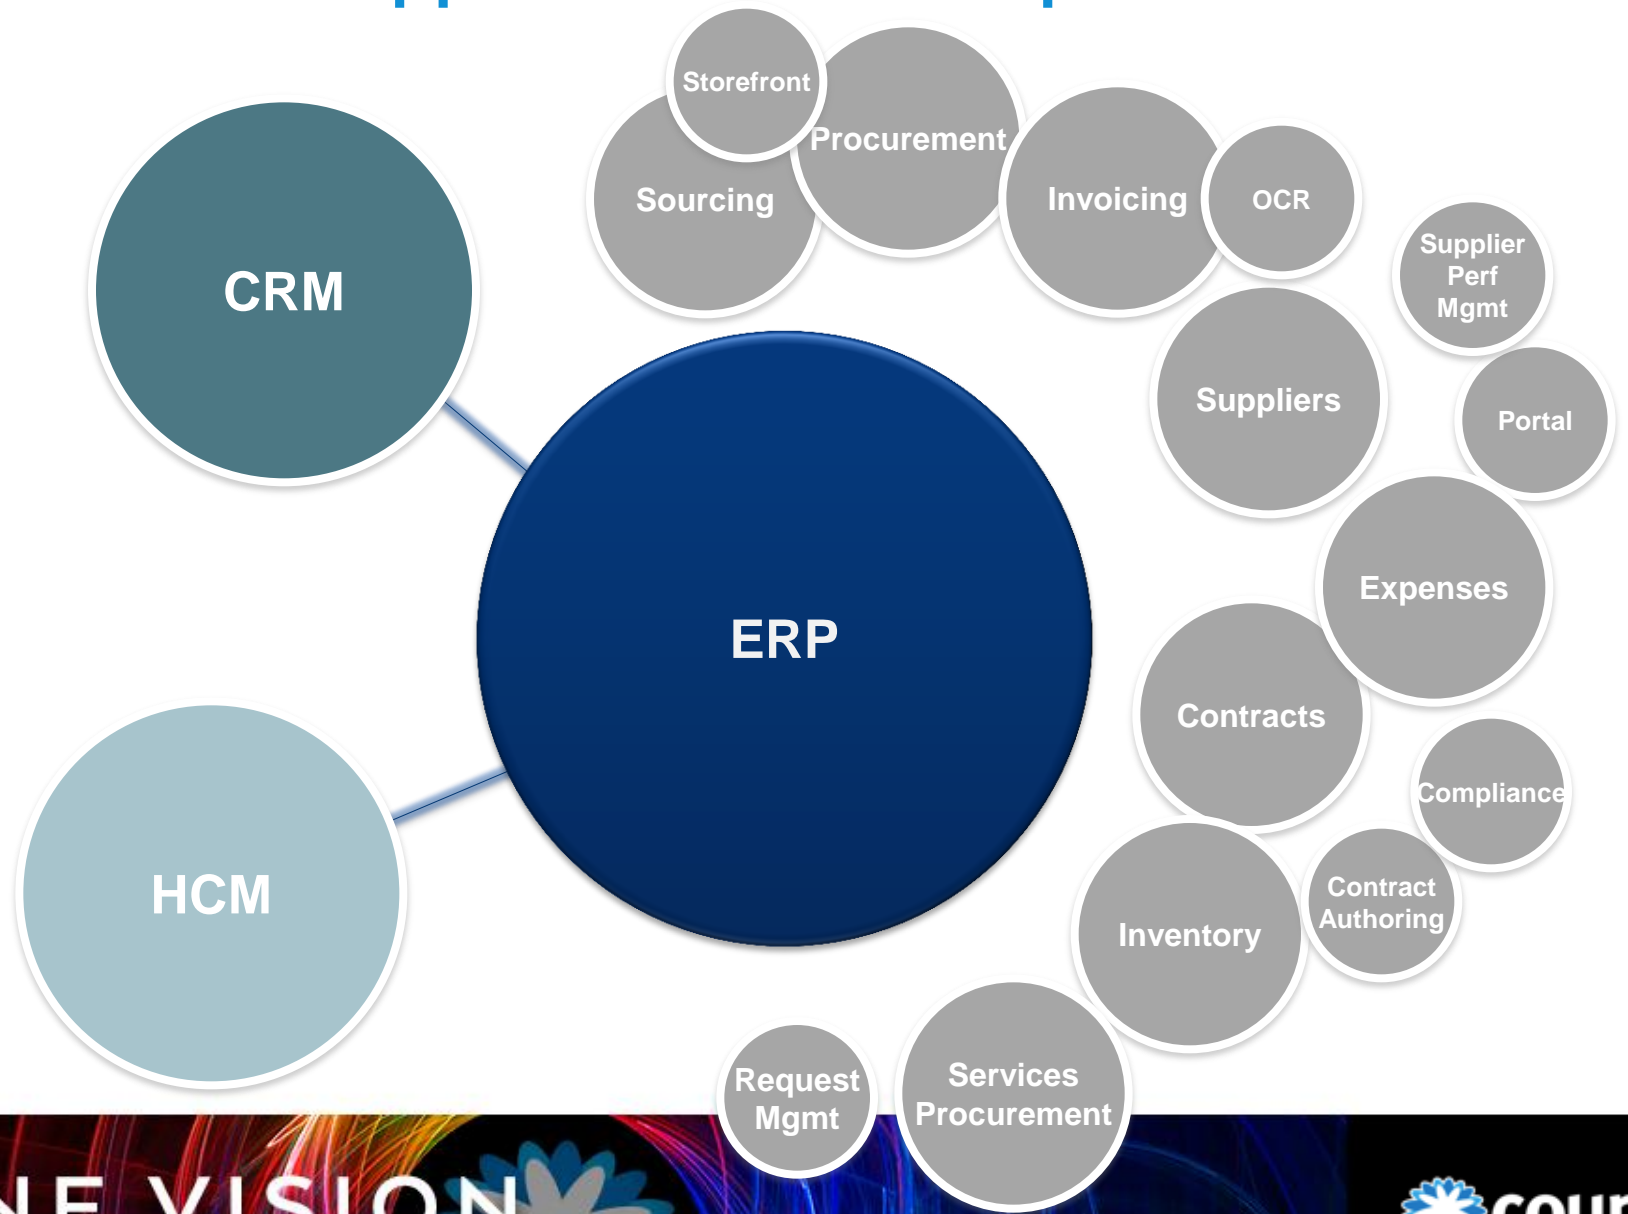 Storefront
Procurement
Sourcing
Invoicing
OCR
Supplier
Perf
Mgmt
CRM
Suppliers
Portal
Expenses
ERP
Contracts
Compliance
HCM
Contract
Authoring
Inventory
Request
Mgmt
Services
Procurement
VISION